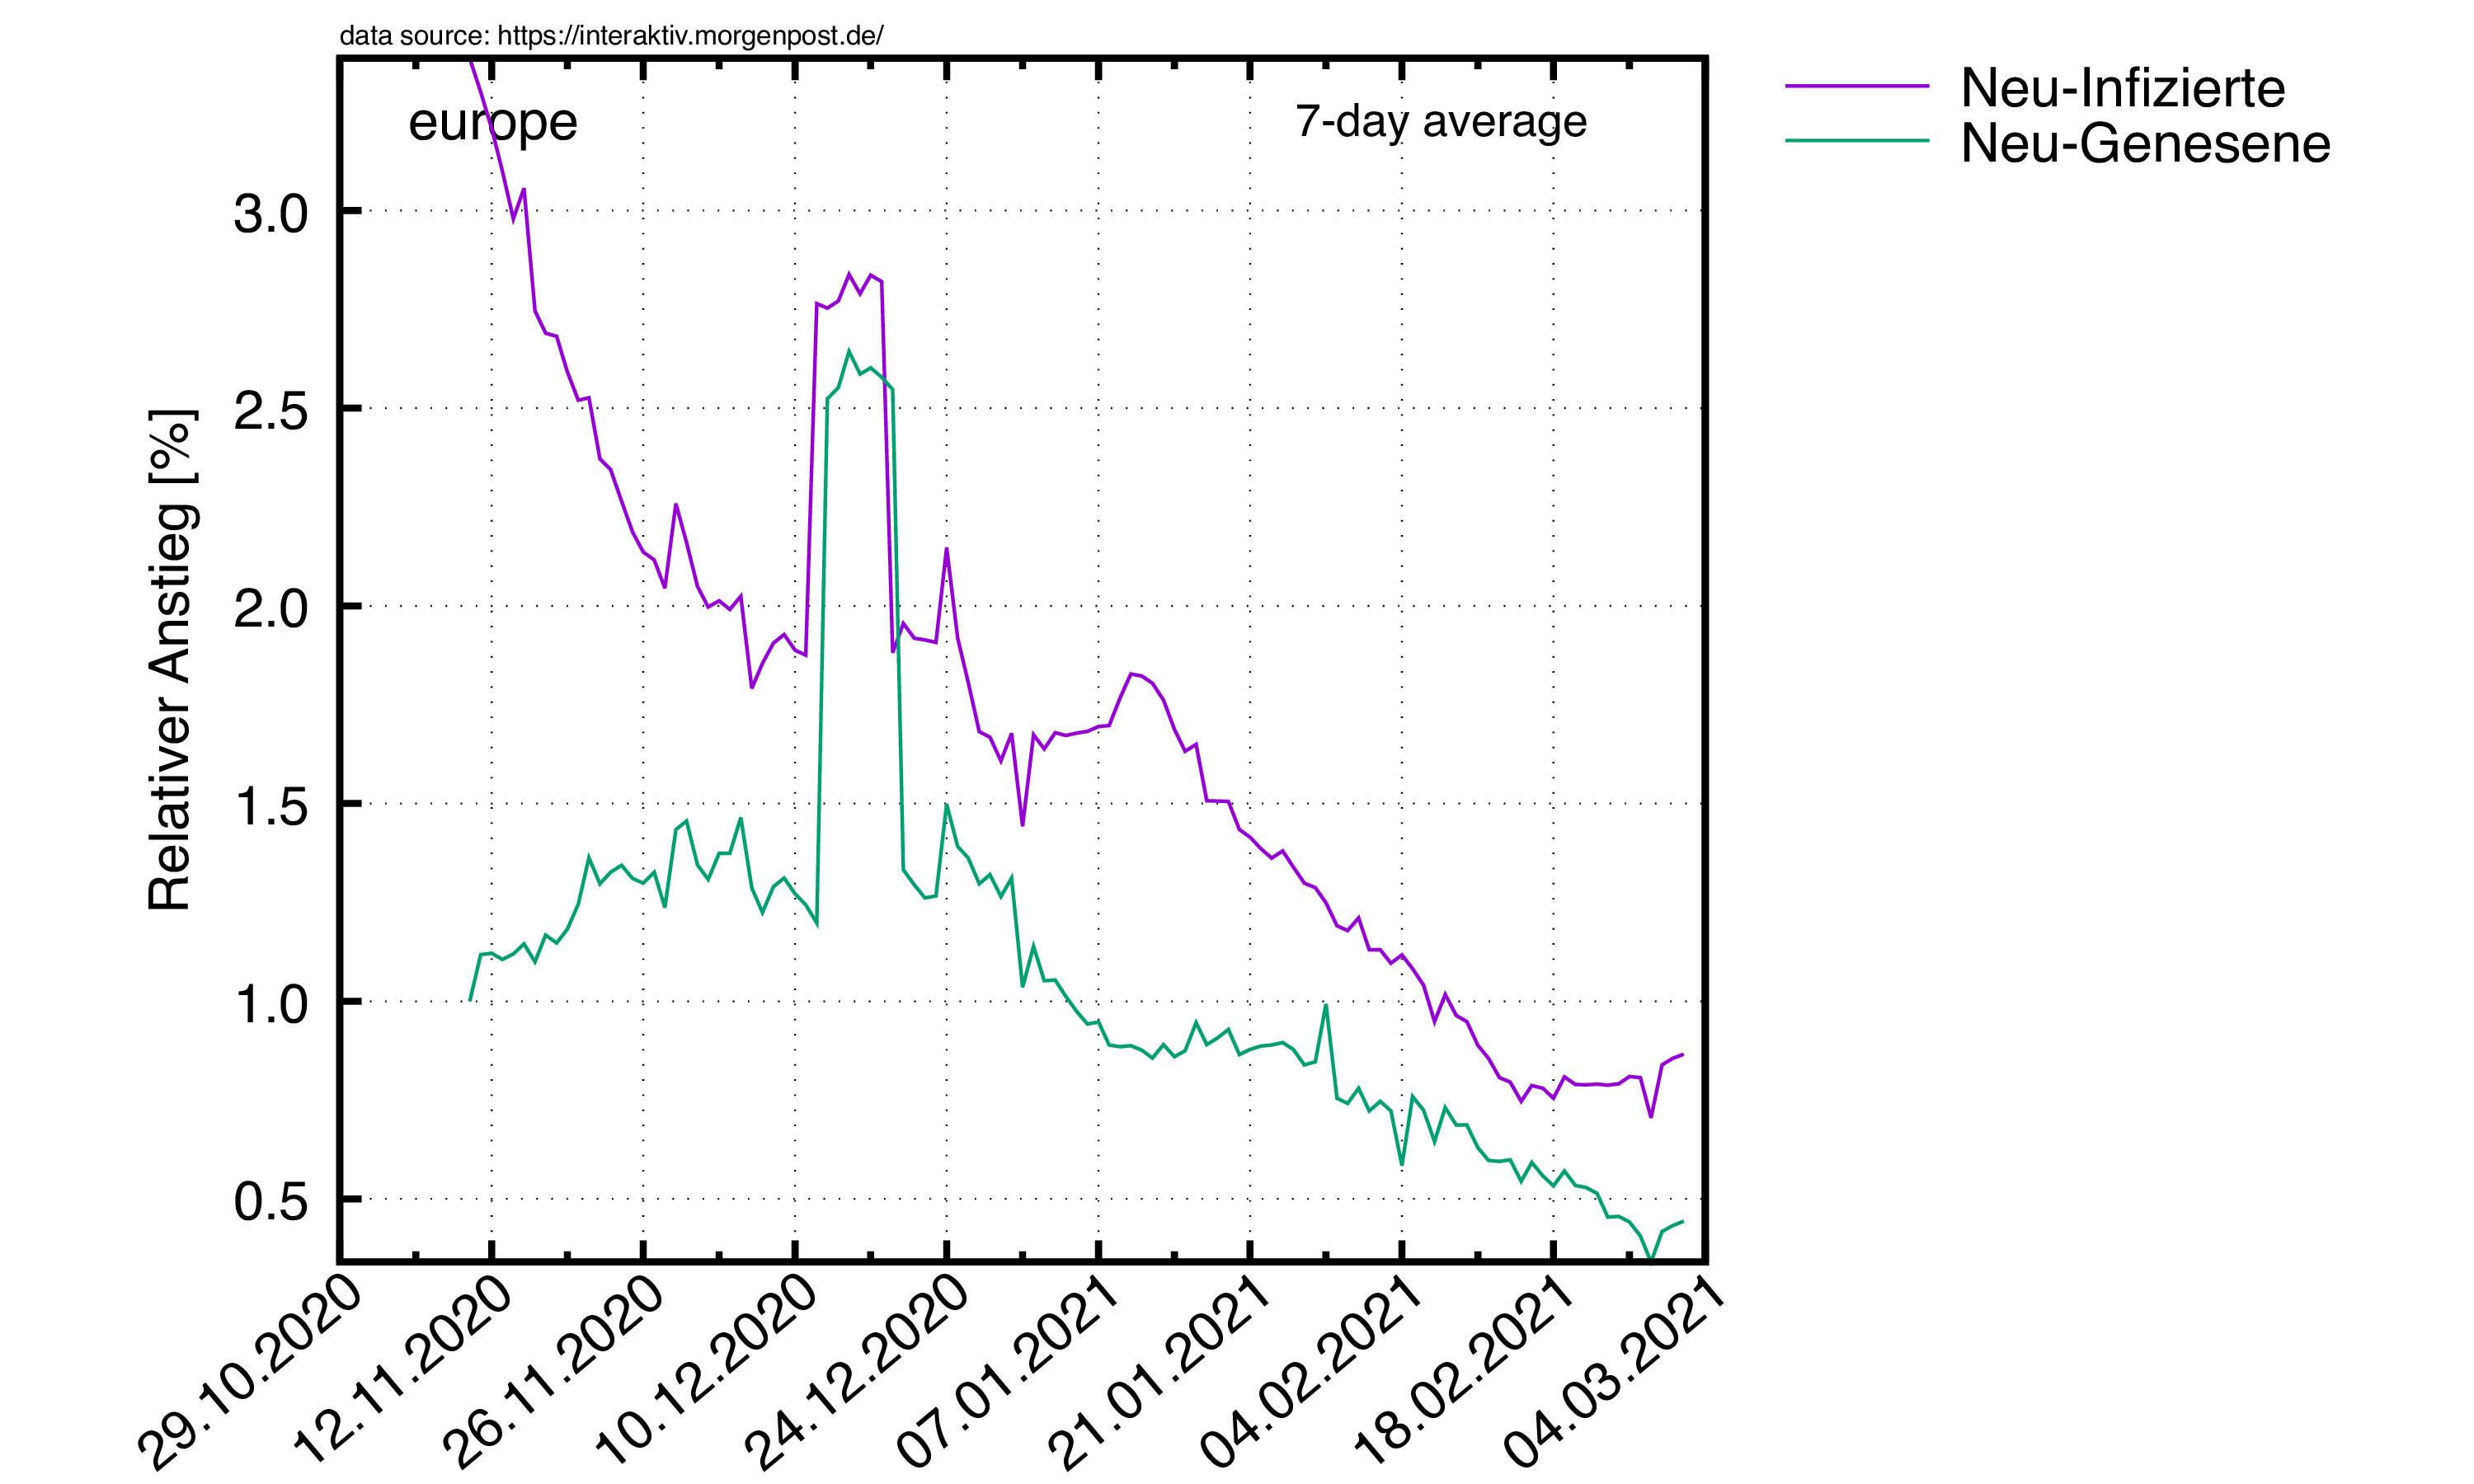 data source: https://interaktiv.morgenpost.de/
europe
7-day average
Neu-Infizierte
Neu-Genesene
Relativer Anstieg [%]
3.0
2.5
2.0
1.5
1.0
0.5
29.10.2020
12.11.2020
26.11.2020
10.12.2020
24.12.2020
07.01.2021
21.01.2021
04.02.2021
18.02.2021
04.03.2021